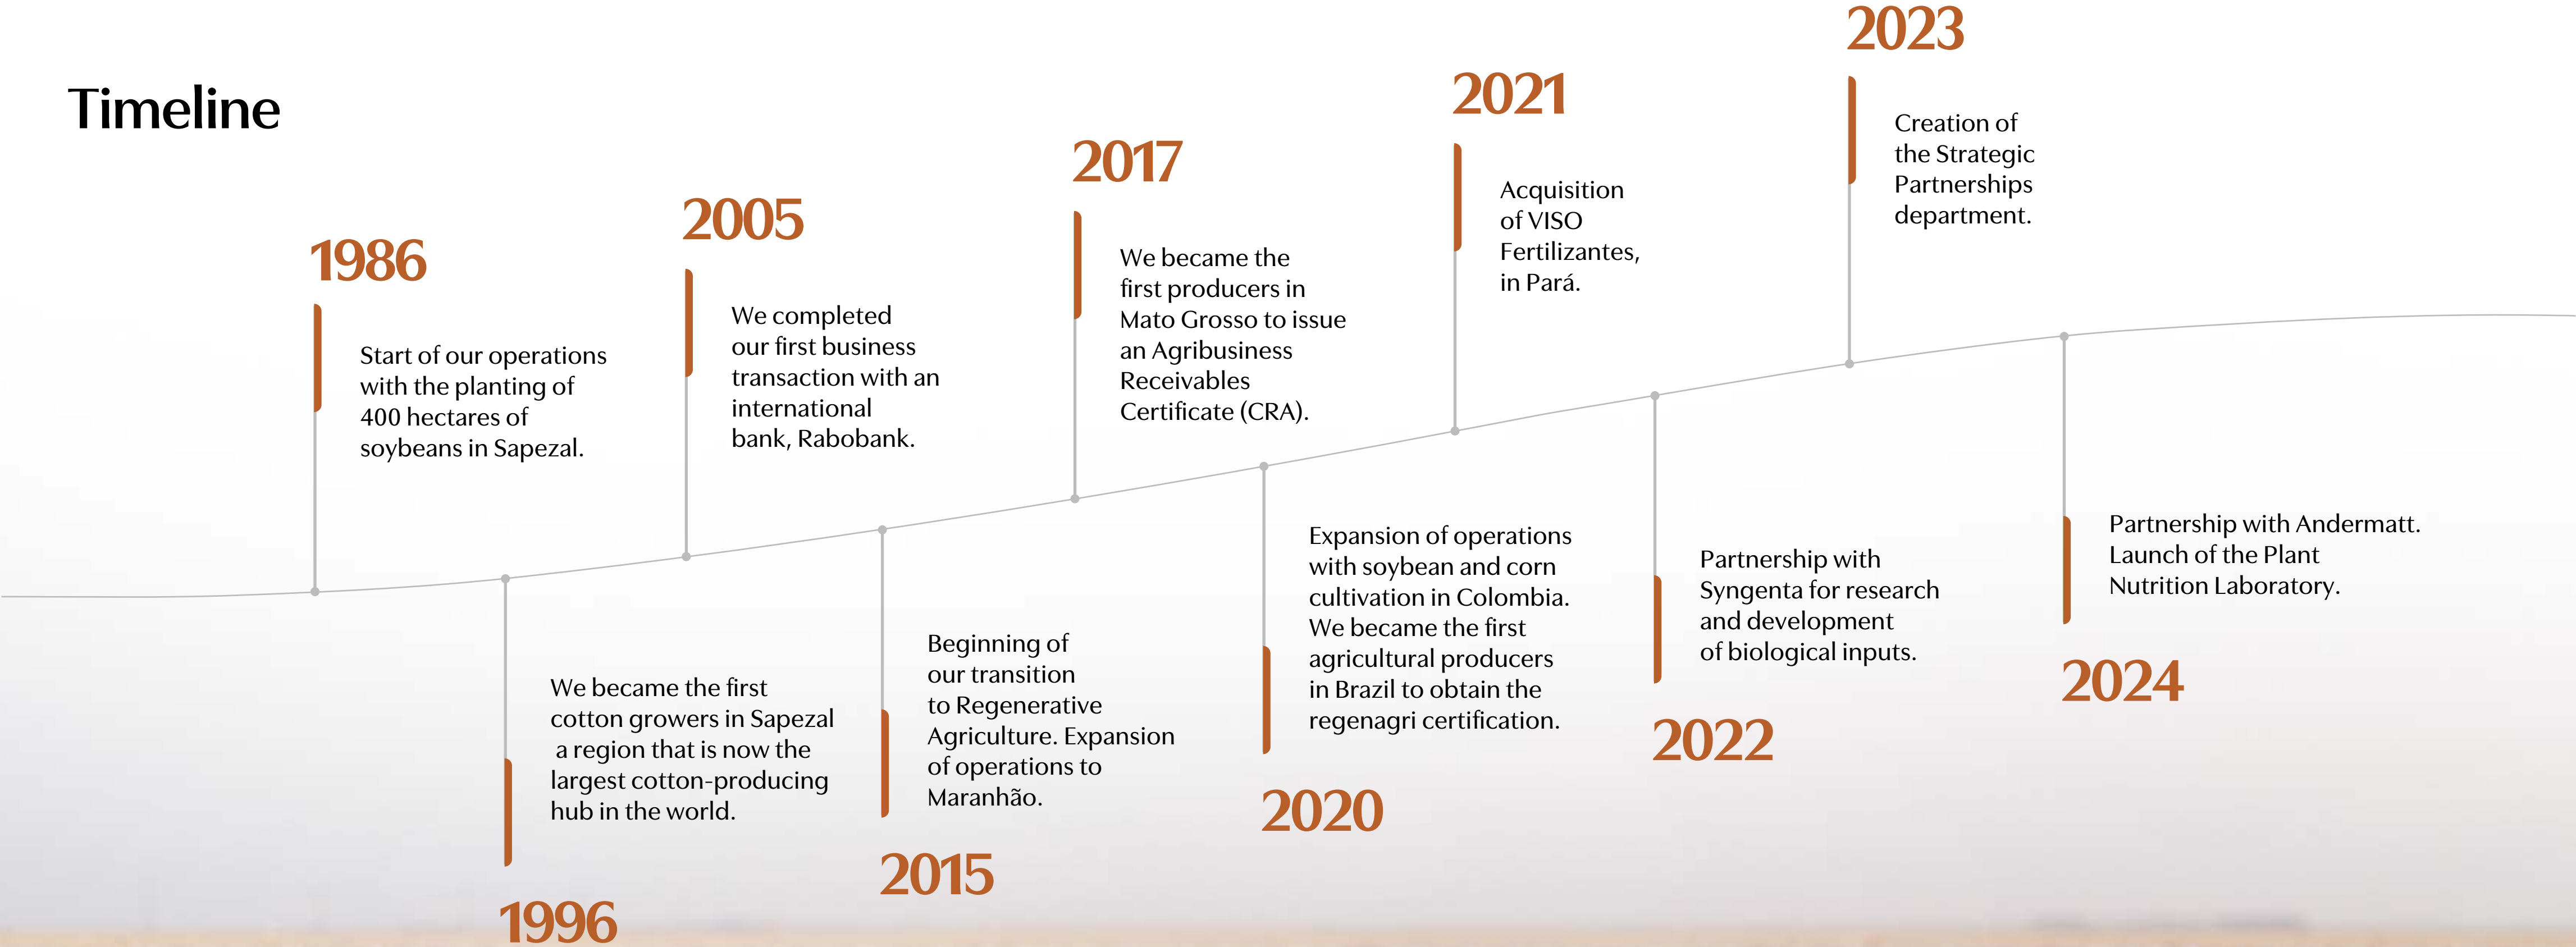 Timeline
1986
Start of our operations
with the planting of
400 hectares of
soybeans in Sapezal.
1996
We became the first
cotton growers in Sapezal
a region that is now the
largest cotton-producing
hub in the world.
2005
We completed
our first business
transaction with an
international
bank, Rabobank.
2015
Beginning of
our transition
to Regenerative
Agriculture. Expansion
of operations to
Maranhão.
2017
We became the
first producers in
Mato Grosso to issue
an Agribusiness
Receivables
Certificate (CRA).
2020
Expansion of operations
with soybean and corn
cultivation in Colombia.
We became the first
agricultural producers
in Brazil to obtain the
regenagri certification.
2021
Acquisition
of VISO
Fertilizantes,
in Pará.
2022
Partnership with
Syngenta for research
and development
of biological inputs.
2023
Creation of
the Strategic
Partnerships
department.
2024
Partnership with Andermatt.
Launch of the Plant
Nutrition Laboratory.